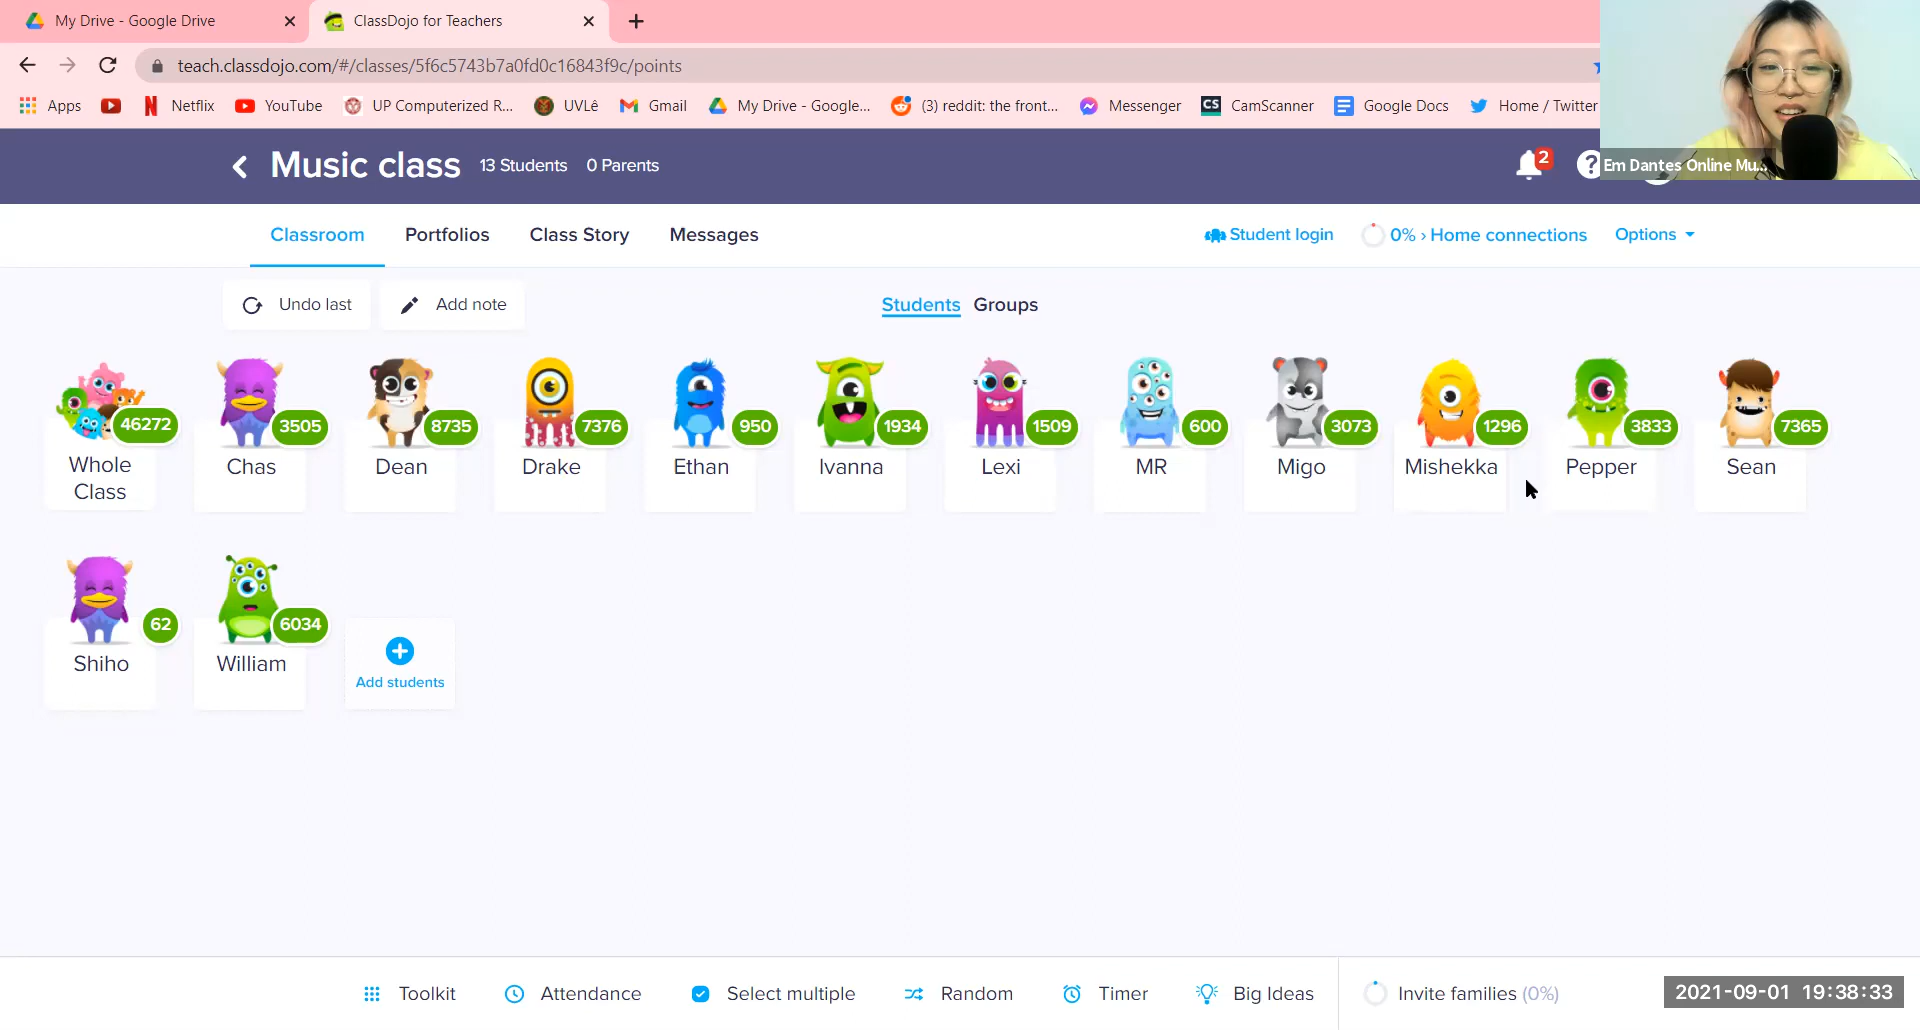 My Drive - Google Drive
ClassDojo for Teachers
teach.classdojo.com/#/classes/5f6c5743b7a0fd0c16843f9c/points
Apps Netflix YouTube UP Computerized R... UVLê Gmail My Drive - Google... (3) reddit: the front... Messenger CS CamScanner Google Docs Home / Twitter
Em Dantes Online Mu...
Music class 13 Students 0 Parents 2 ?
Classroom Portfolios Class Story Messages Student login 0% › Home connections Options
Undo last Add note Students Groups
46272 3505 8735 7376 950 1934 1509 600 3073 1296 3833 7365
Whole Class Chas Dean Drake Ethan Ivanna Lexi MR Migo Mishekka Pepper Sean
62 6034
Shiho William Add students
Toolkit Attendance Select multiple Random Timer Big Ideas Invite families (0%) 2021-09-01 19:38:33